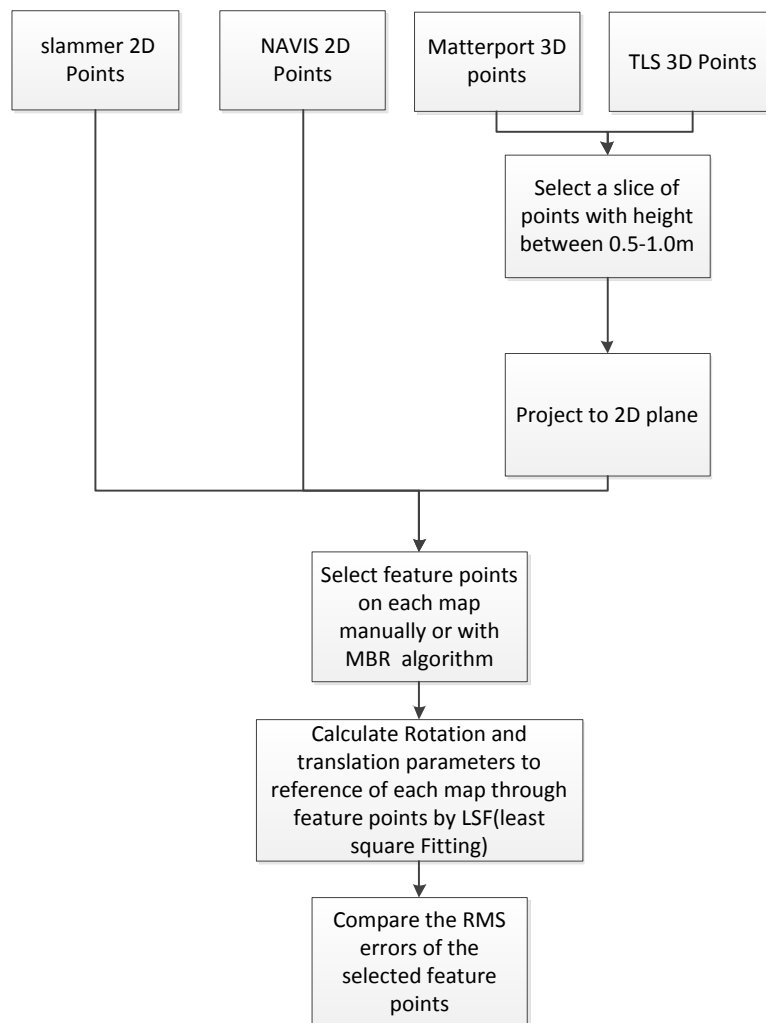 slammer 2D
Points
NAVIS 2D
Points
Matterport 3D
points
TLS 3D Points
Select a slice of
points with height
between 0.5-1.0m
Project to 2D plane
Select feature points
on each map
manually or with
MBR algorithm
Calculate Rotation and
translation parameters to
reference of each map through
feature points by LSF(least
square Fitting)
Compare the RMS
errors of the
selected feature
points